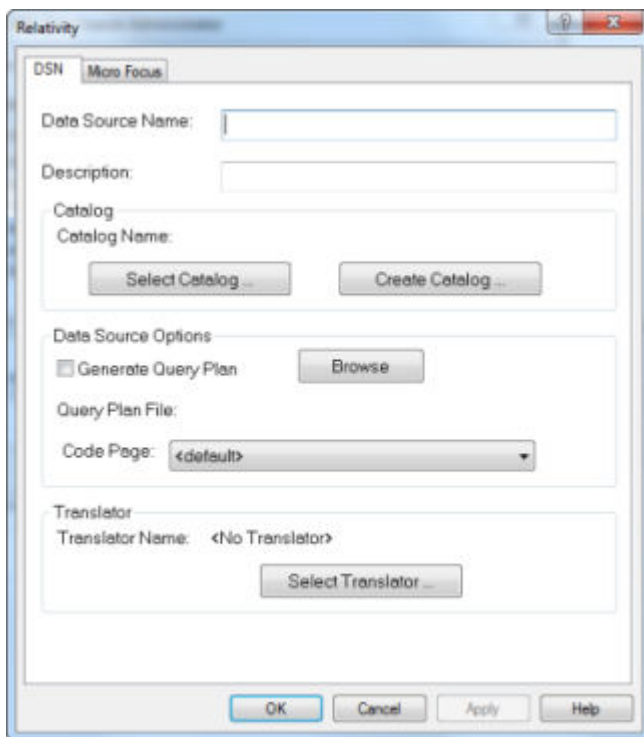 Relativity
DSN Micro Focus
Data Source Name:
Description:
Catalog
Catalog Name:
Select Catalog ... Create Catalog ...
Data Source Options
Generate Query Plan Browse
Query Plan File:
Code Page: <default>
Translator
Translator Name: <No Translator>
Select Translator ...
OK Cancel Apply Help